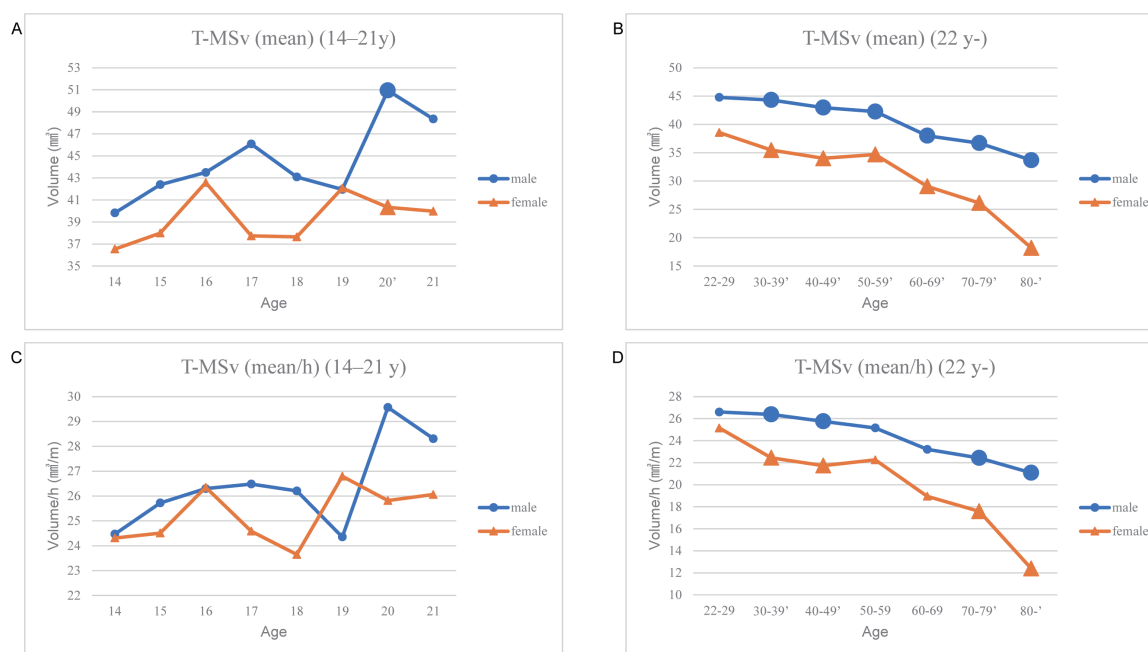 A
T-MSv (mean) (14–21y)
53
51
49
47
45
43
41
39
37
35
Volume (㎣)
14 15 16 17 18 19 20’ 21
Age
male
female
B
T-MSv (mean) (22 y-)
50
45
40
35
30
25
20
15
Volume (㎣)
22-29 30-39’ 40-49’ 50-59’ 60-69’ 70-79’ 80-’
Age
male
female
C
T-MSv (mean/h) (14–21 y)
30
29
28
27
26
25
24
23
22
Volume/h (㎣/m)
14 15 16 17 18 19 20 21
Age
male
female
D
T-MSv (mean/h) (22 y-)
28
26
24
22
20
18
16
14
12
10
Volume/h (㎣/m)
22-29 30-39’ 40-49’ 50-59 60-69 70-79’ 80-’
Age
male
female